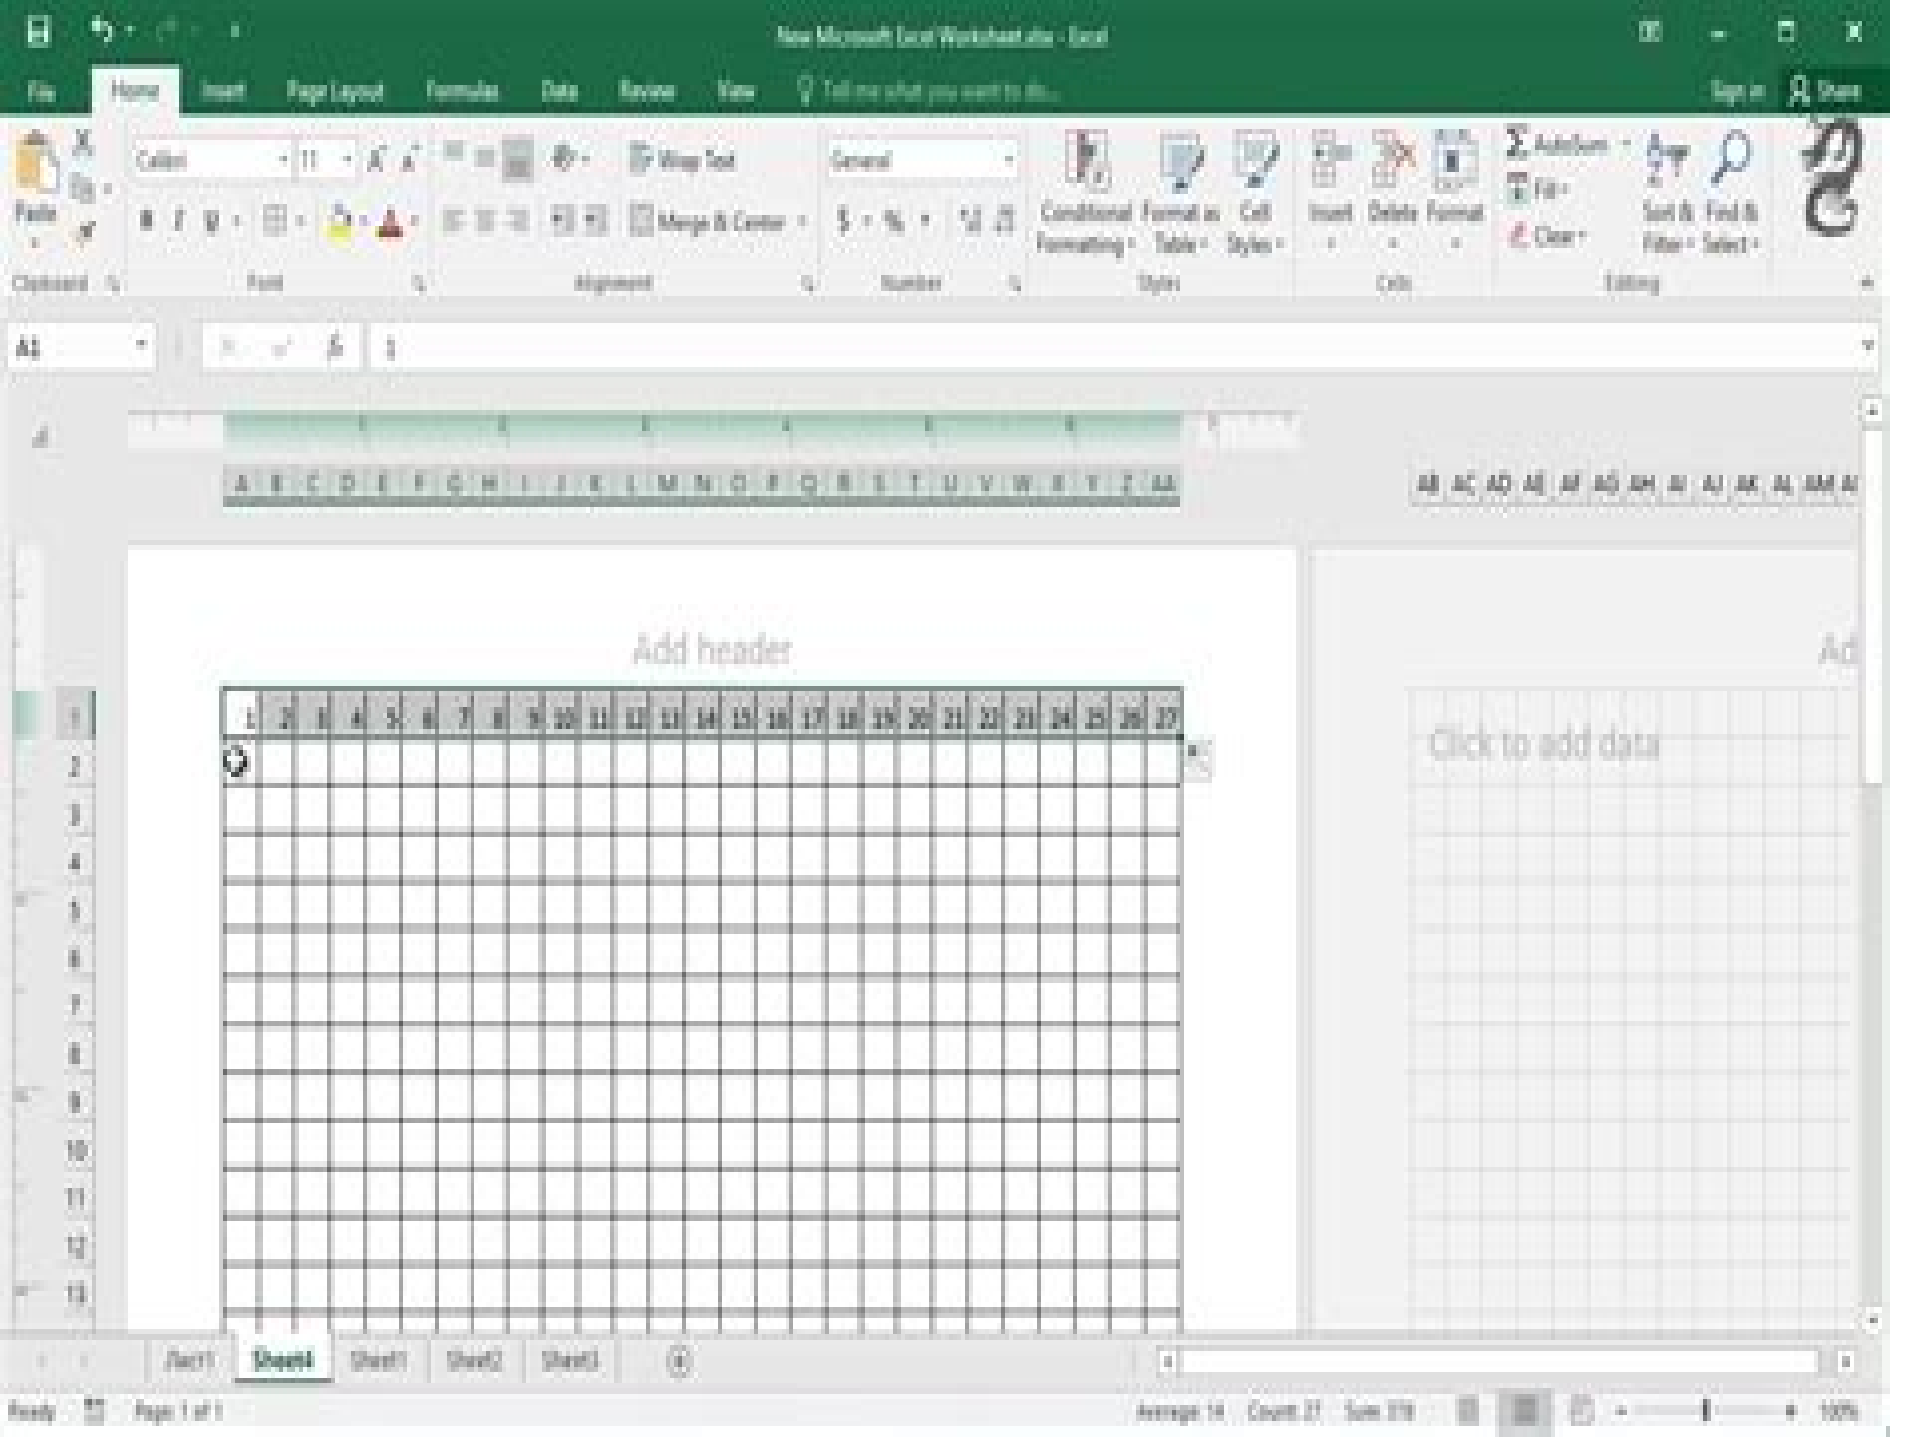 New Microsoft Excel Worksheet.xlsx - Excel
File Home Insert Page Layout Formulas Data Review View Tell me what you want to do... Sign in Share
Calibri 11 Wrap Text General AutoSum
Paste B I U Merge & Center $ % Conditional Formatting Format as Table Cell Styles Insert Delete Format Fill Clear Sort & Filter Find & Select
Clipboard Font Alignment Number Styles Cells Editing
A1 fx 1
A B C D E F G H I J K L M N O P Q R S T U V W X Y Z AA AB AC AD AE AF AG AH AI AJ AK AL AM
Add header Ad
1 1 2 3 4 5 6 7 8 9 10 11 12 13 14 15 16 17 18 19 20 21 22 23 24 25 26 27
Click to add data
2
3
4
5
6
7
8
9
10
11
12
13
Лист1 Sheet4 Sheet1 Sheet2 Sheet3
Ready Page: 1 of 1 Average: 14 Count: 27 Sum: 378 100%